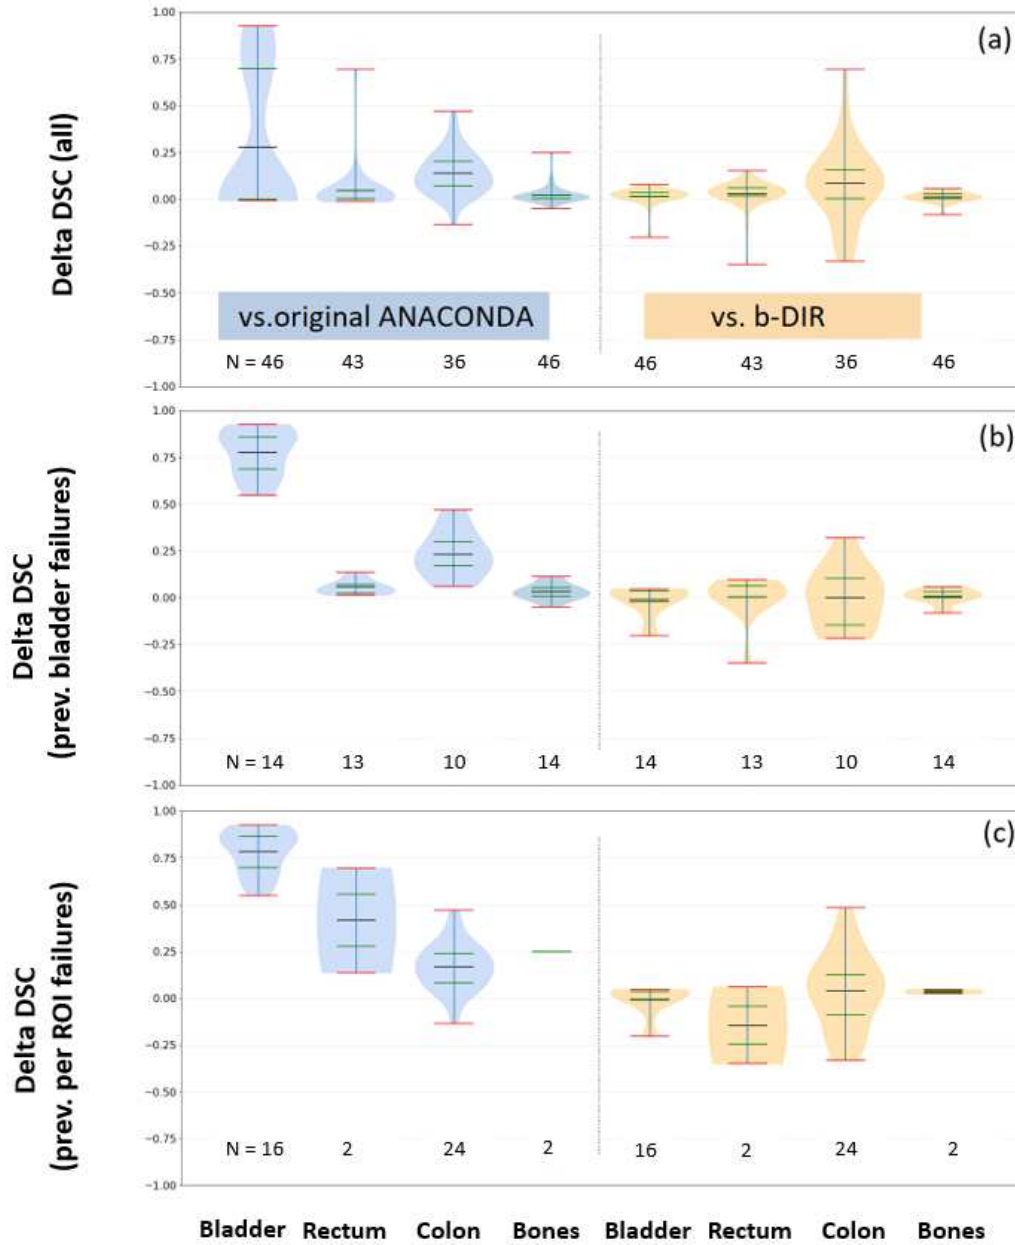 Delta DSC (all)
1.00
0.75
0.50
0.25
0.00
−0.25
−0.50
−0.75
−1.00
(a)
vs.original ANACONDA
vs. b-DIR
N = 46 43 36 46 46 43 36 46
Delta DSC
(prev. bladder failures)
1.00
0.75
0.50
0.25
0.00
−0.25
−0.50
−0.75
−1.00
(b)
N = 14 13 10 14 14 13 10 14
Delta DSC
(prev. per ROI failures)
1.00
0.75
0.50
0.25
0.00
−0.25
−0.50
−0.75
−1.00
(c)
N = 16 2 24 2 16 2 24 2
Bladder Rectum Colon Bones Bladder Rectum Colon Bones